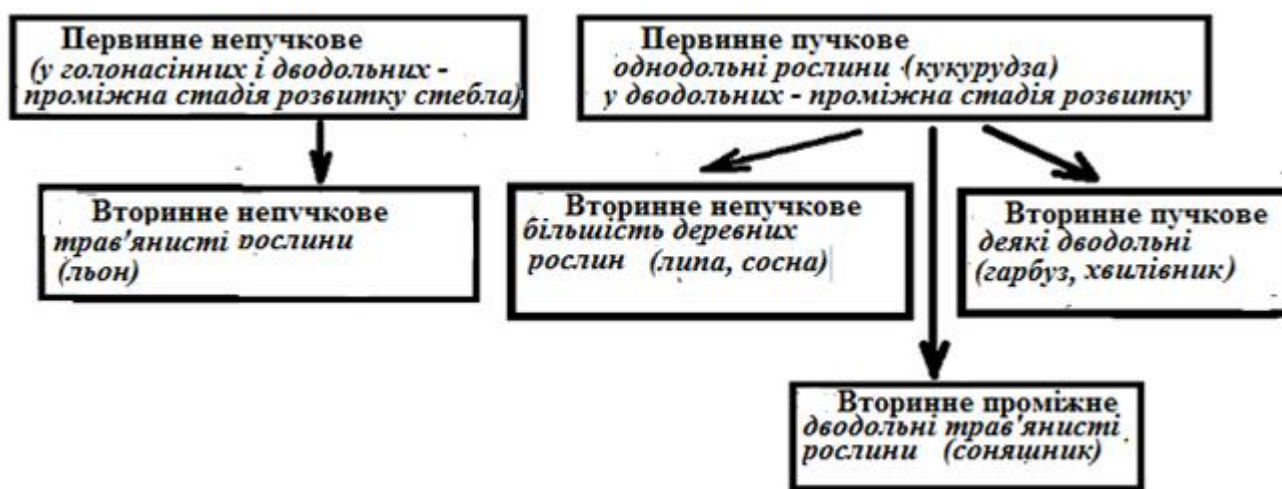 Первинне непучкове
(у голонасінних і дводольних -
проміжна стадія розвитку стебла)
Первинне пучкове
однодольні рослини (кукурудза)
у дводольних - проміжна стадія розвитку
Вторинне непучкове
трав'янисті рослини
(льон)
Вторинне непучкове
більшість деревних
рослин (липа, сосна)
Вторинне пучкове
деякі дводольні
(гарбуз, хвилівник)
Вторинне проміжне
дводольні трав'янисті
рослини (соняшник)